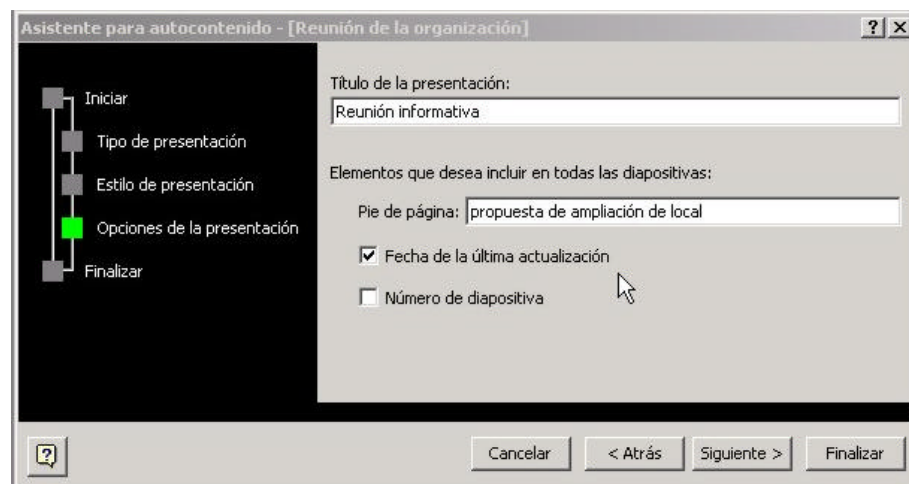 Asistente para autocontenido - [Reunión de la organización]
Iniciar
Tipo de presentación
Estilo de presentación
Opciones de la presentación
Finalizar
Título de la presentación:
Reunión informativa
Elementos que desea incluir en todas las diapositivas:
Pie de página: propuesta de ampliación de local
Fecha de la última actualización
Número de diapositiva
Cancelar < Atrás Siguiente > Finalizar